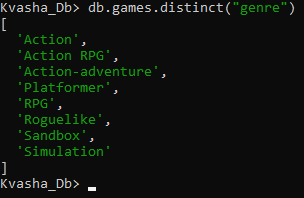 Kvasha_Db> db.games.distinct("genre")
[
  'Action',
  'Action RPG',
  'Action-adventure',
  'Platformer',
  'RPG',
  'Roguelike',
  'Sandbox',
  'Simulation'
]
Kvasha_Db>